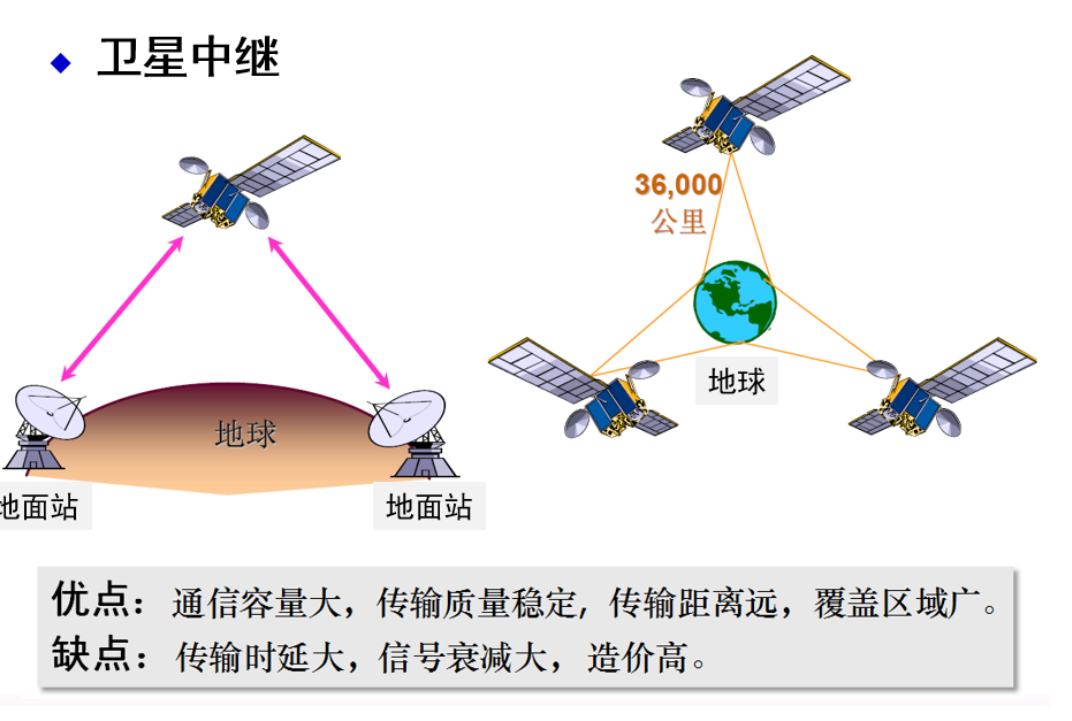 卫星中继
36,000
公里
地球
地球
地面站
地面站
优点：通信容量大，传输质量稳定，传输距离远，覆盖区域广。
缺点：传输时延大，信号衰减大，造价高。